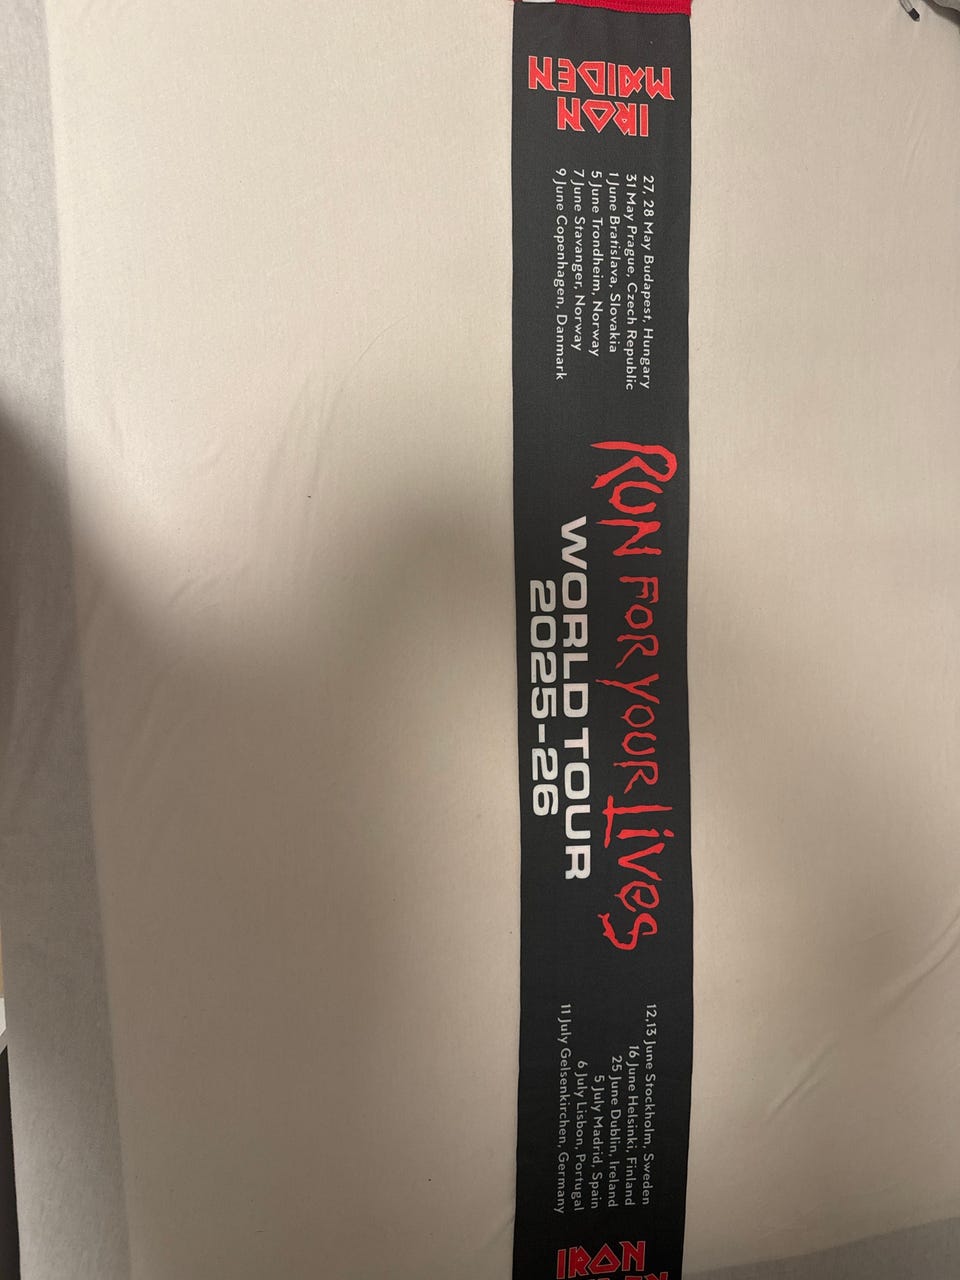 IRON
MAIDEN
27, 28 May Budapest, Hungary
31 May Prague, Czech Republic
1 June Bratislava, Slovakia
5 June Trondheim, Norway
7 June Stavanger, Norway
9 June Copenhagen, Danmark
RUN FOR YOUR LIVES
WORLD TOUR
2025-26
12,13 June Stockholm, Sweden
16 June Helsinki, Finland
25 June Dublin, Ireland
5 July Madrid, Spain
6 July Lisbon, Portugal
11 July Gelsenkirchen, Germany
IRON